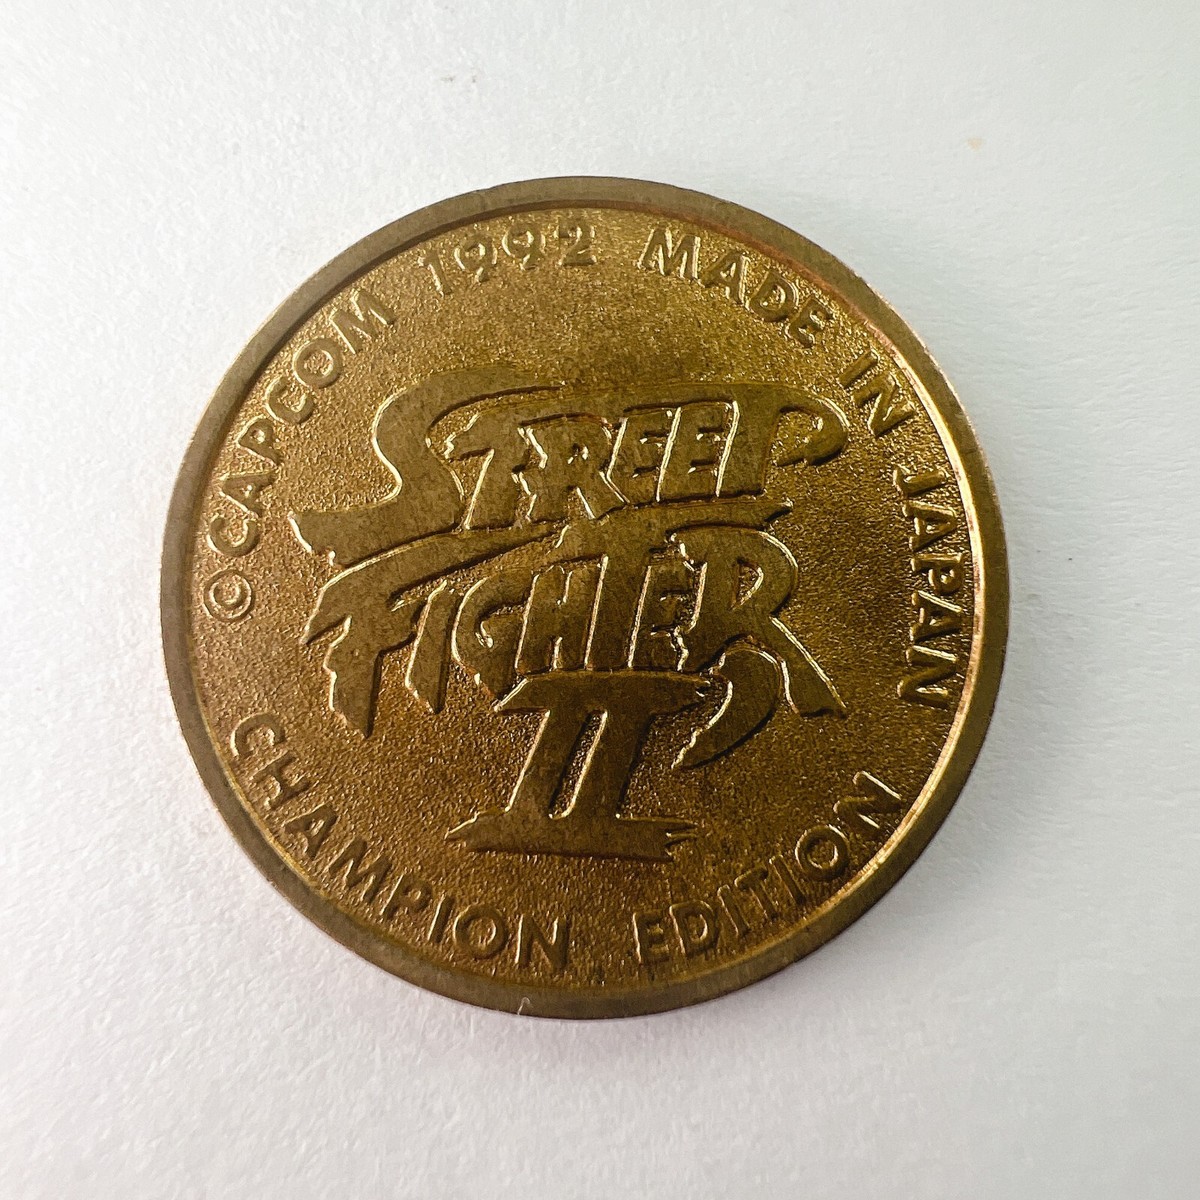 ©CAPCOM 1992 MADE IN JAPAN
STREET
FIGHTER
II
CHAMPION EDITION